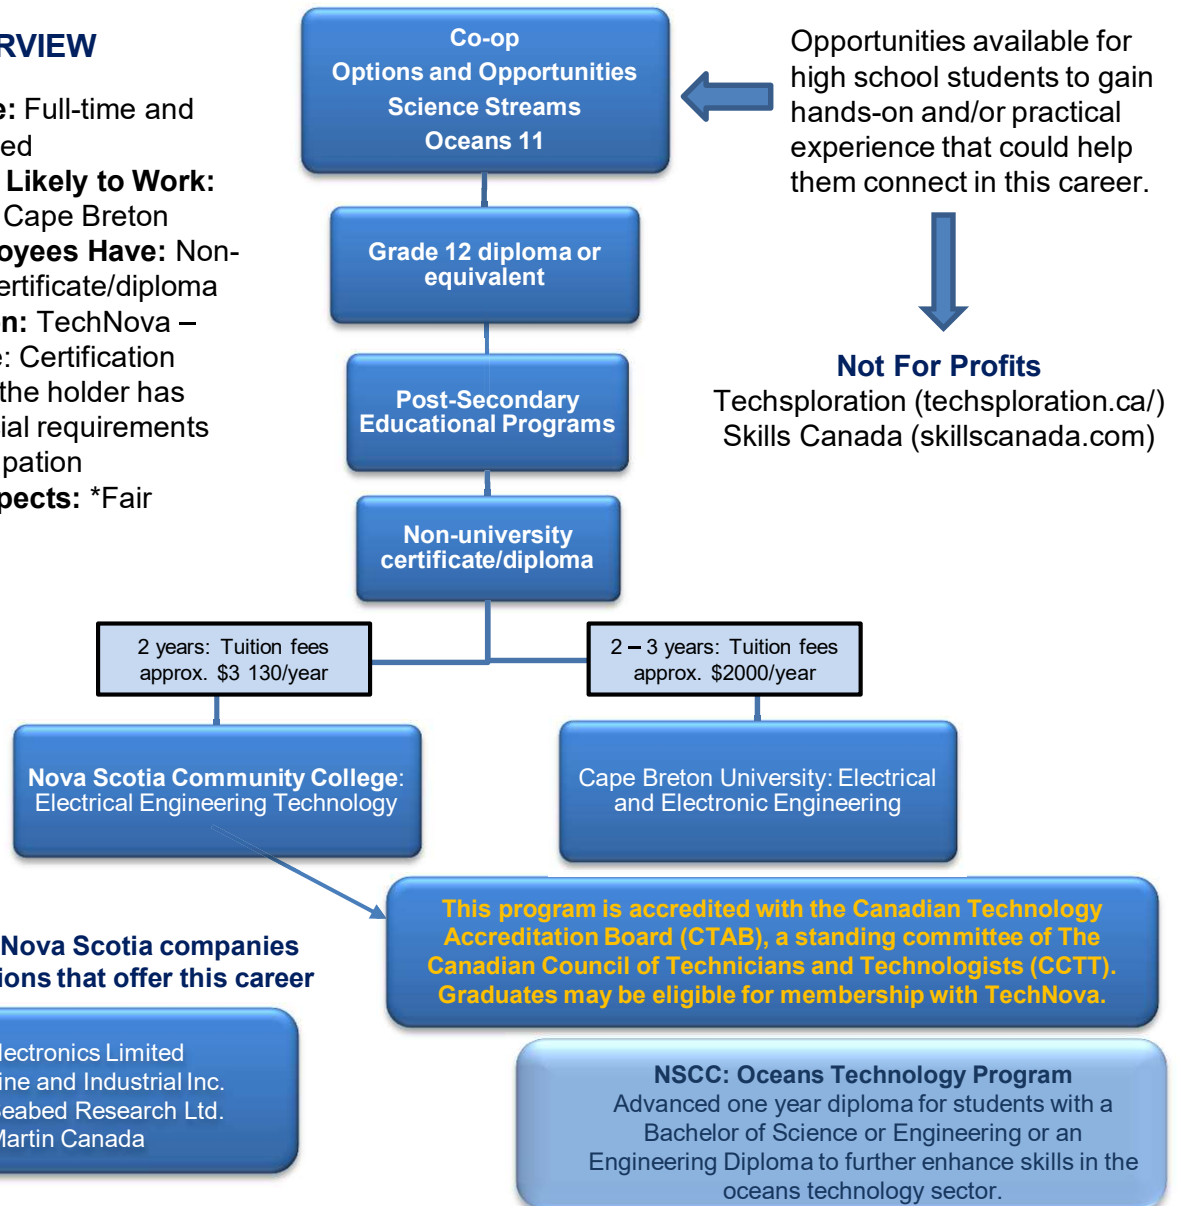 RVIEW
e: Full-time and
ed
Likely to Work:
Cape Breton
oyees Have: Non-
ertificate/diploma
on: TechNova –
e: Certification
the holder has
ial requirements
pation
pects: *Fair
Co-op
Options and Opportunities
Science Streams
Oceans 11
Opportunities available for
high school students to gain
hands-on and/or practical
experience that could help
them connect in this career.
Grade 12 diploma or
equivalent
Not For Profits
Techsploration (techsploration.ca/)
Skills Canada (skillscanada.com)
Post-Secondary
Educational Programs
Non-university
certificate/diploma
2 years: Tuition fees
approx. $3 130/year
2 – 3 years: Tuition fees
approx. $2000/year
Nova Scotia Community College:
Electrical Engineering Technology
Cape Breton University: Electrical
and Electronic Engineering
This program is accredited with the Canadian Technology
Accreditation Board (CTAB), a standing committee of The
Canadian Council of Technicians and Technologists (CCTT).
Graduates may be eligible for membership with TechNova.
Nova Scotia companies
ions that offer this career
lectronics Limited
ine and Industrial Inc.
Seabed Research Ltd.
Martin Canada
NSCC: Oceans Technology Program
Advanced one year diploma for students with a
Bachelor of Science or Engineering or an
Engineering Diploma to further enhance skills in the
oceans technology sector.